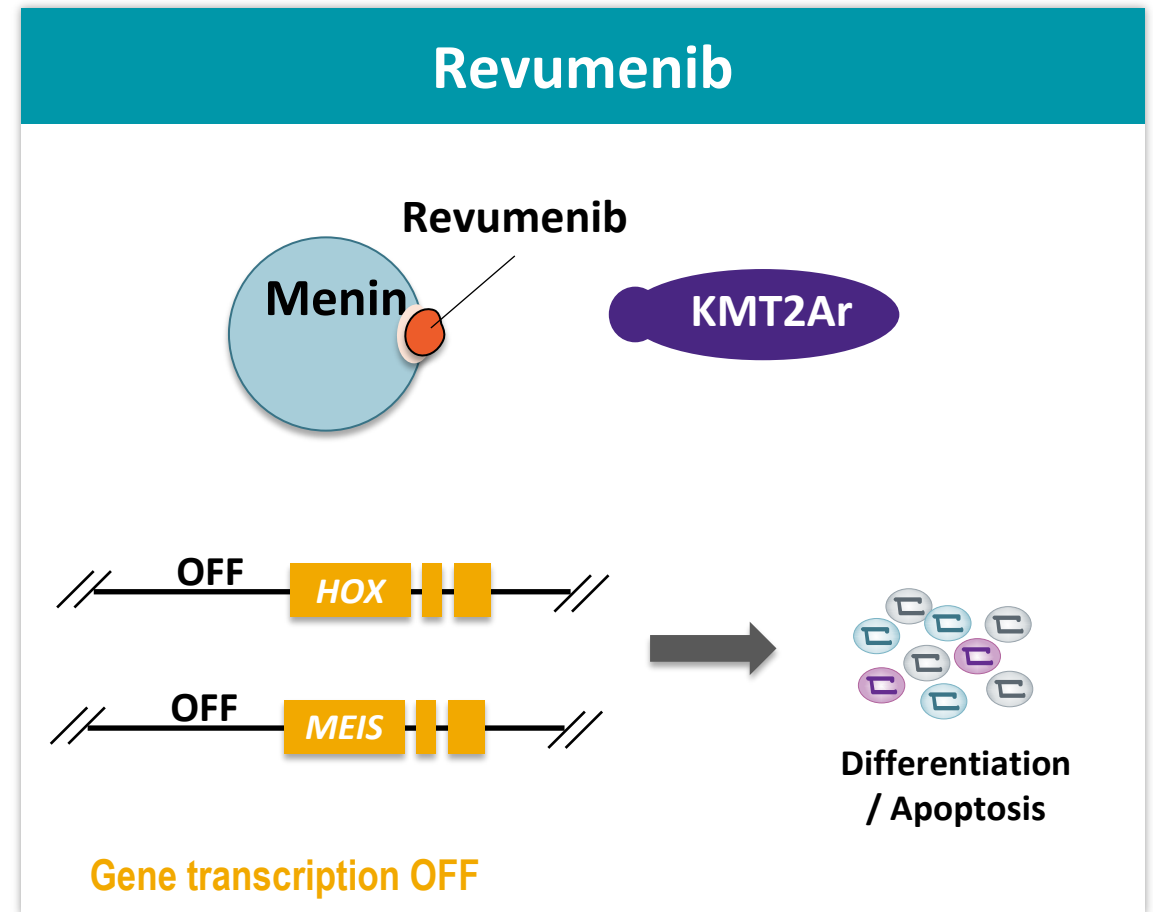 Revumenib
Revumenib
Menin
KMT2Ar
OFF
HOX
OFF
MEIS
Differentiation
/ Apoptosis
Gene transcription OFF